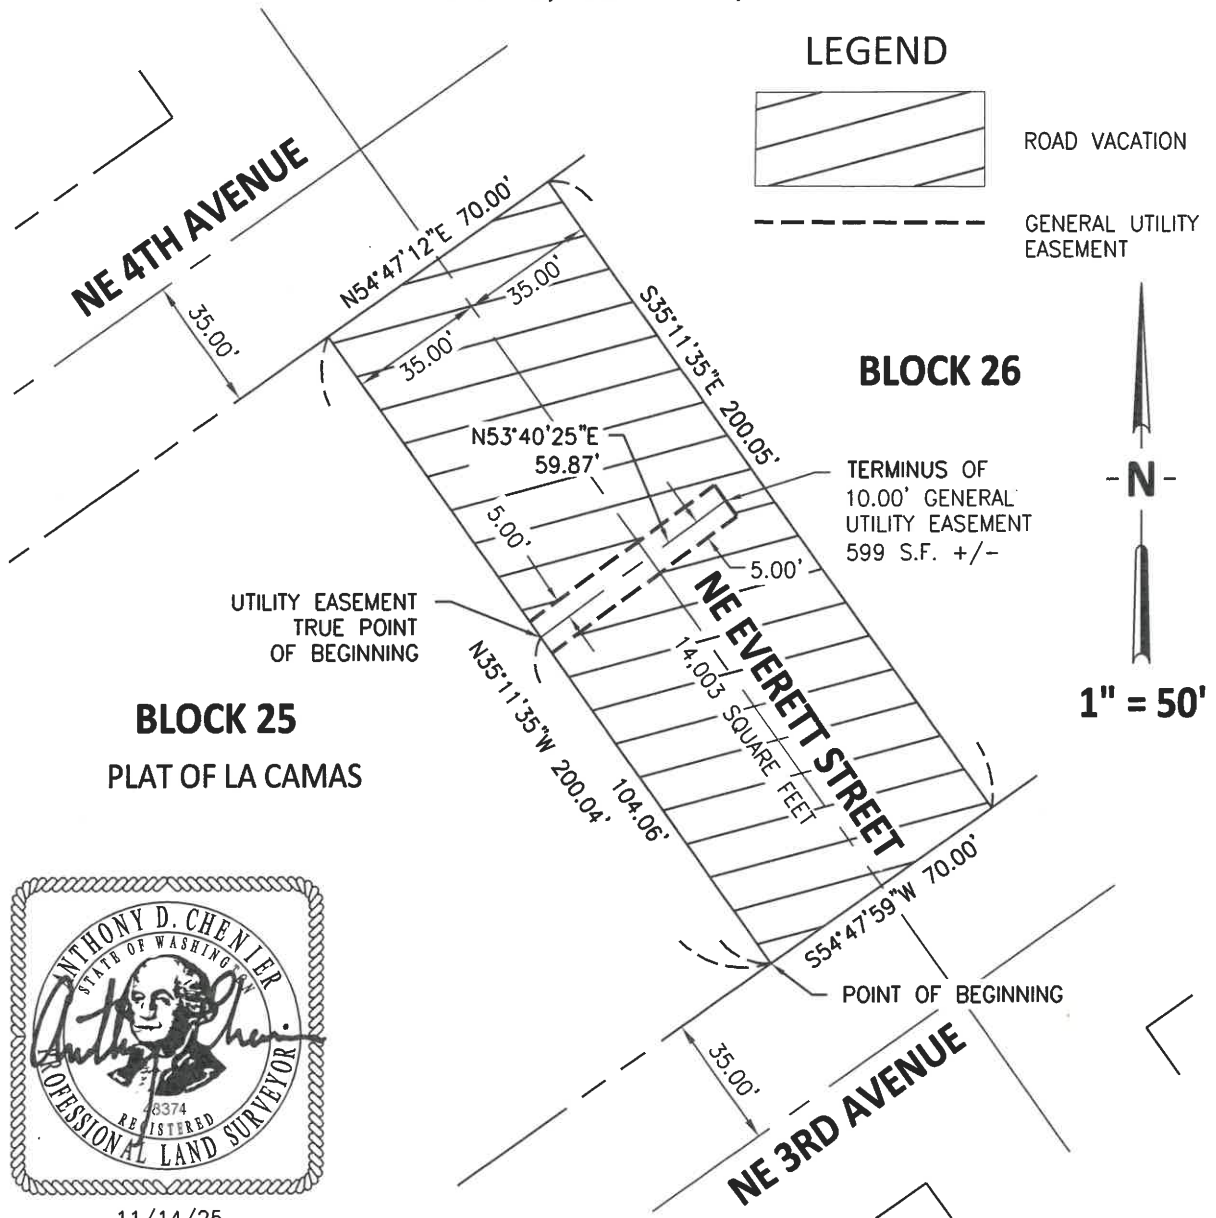 LEGEND
ROAD VACATION
GENERAL UTILITY
EASEMENT
NE 4TH AVENUE
N54°47'12"E 70.00'
35.00'
35.00'
35.00'
S35°11'35"E 200.05'
BLOCK 26
N53°40'25"E
59.87'
TERMINUS OF
10.00' GENERAL
UTILITY EASEMENT
599 S.F. +/-
-N-
5.00'
5.00'
UTILITY EASEMENT
TRUE POINT
OF BEGINNING
NE EVERETT STREET
14,003 SQUARE FEET
1" = 50'
BLOCK 25
PLAT OF LA CAMAS
N35°11'35"W 200.04'
104.06'
S54°47'59"W 70.00'
POINT OF BEGINNING
35.00'
NE 3RD AVENUE
ANTHONY D. CHENIER
STATE OF WASHINGTON
48374
REGISTERED
PROFESSIONAL LAND SURVEYOR
11/14/25